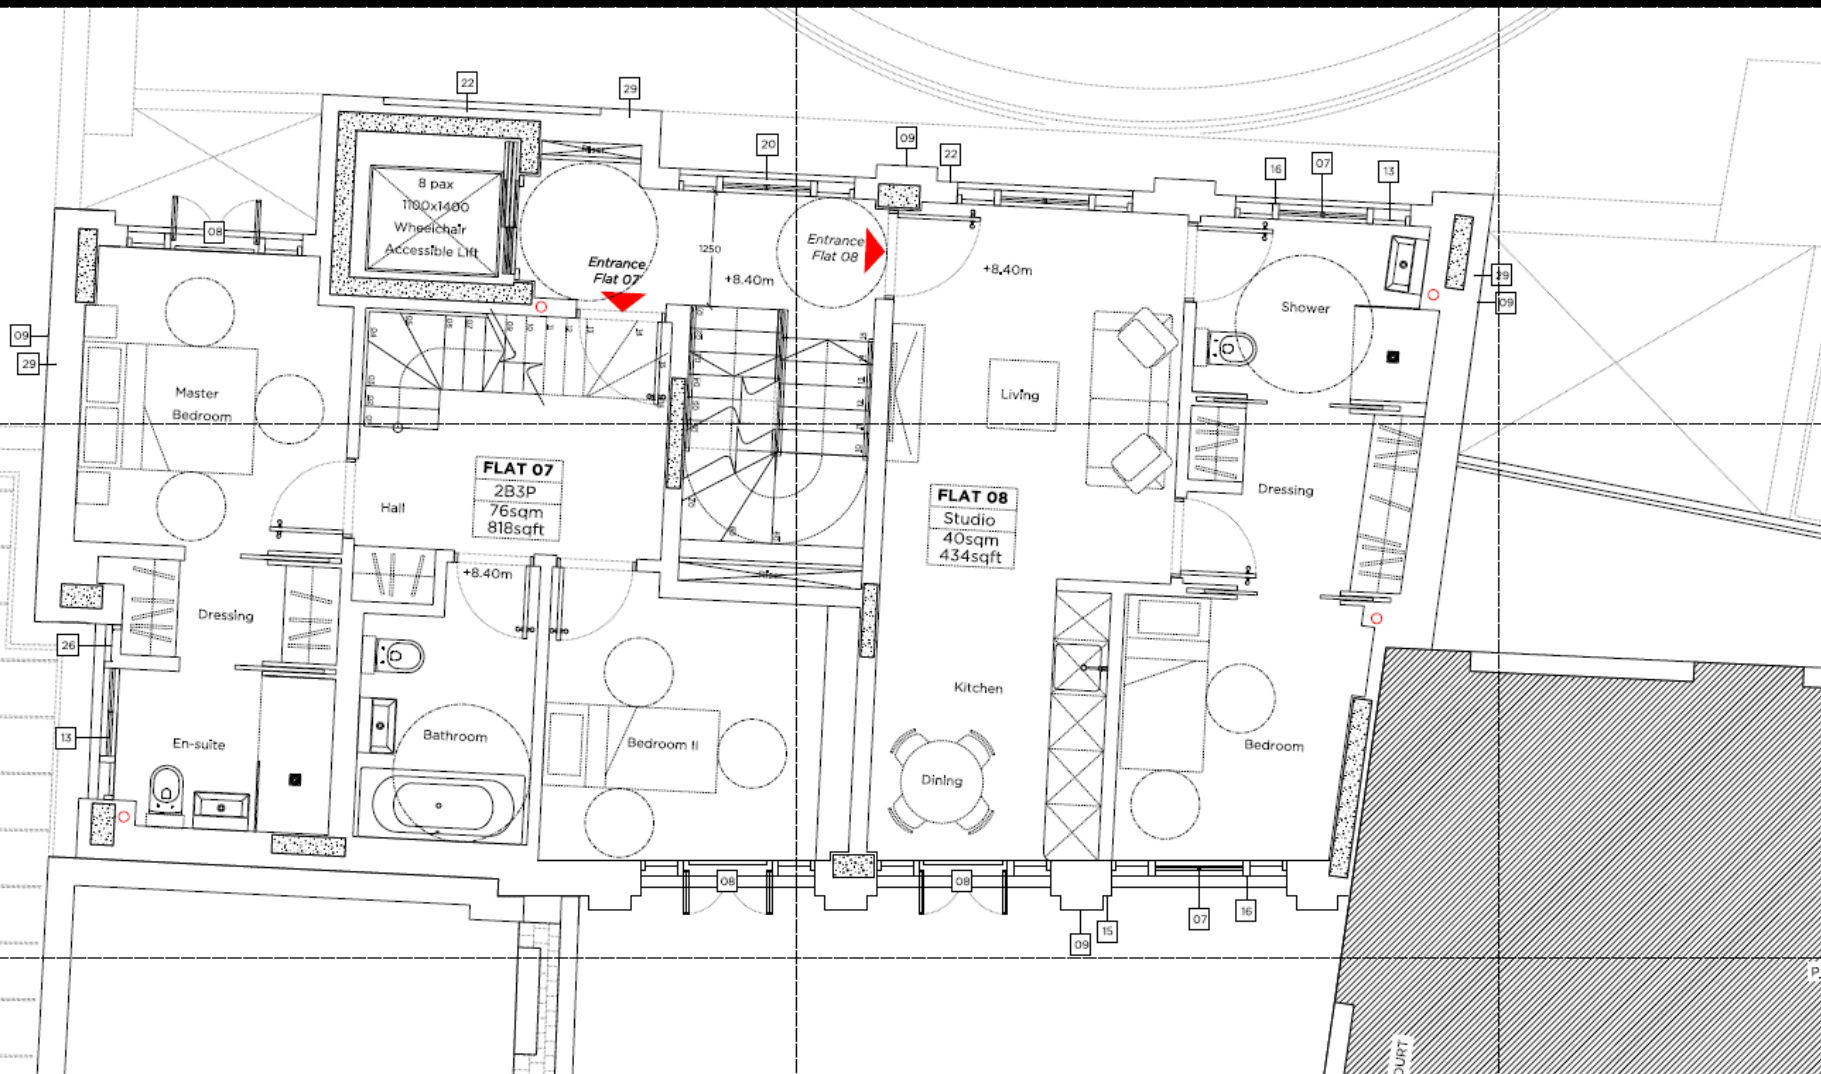 22
29
20
09
22
16
07
13
Riser
8 pax
1100x1400
Wheelchair
Accessible Lift
08
Entrance
Flat 07
1250
+8.40m
Entrance
Flat 08
+8.40m
Shower
29
09
09
29
Master
Bedroom
Living
Hall
FLAT 07
2B3P
76sqm
818sqft
FLAT 08
Studio
40sqm
434sqft
Dressing
+8.40m
Riser
Dressing
26
13
En-suite
Bathroom
Bedroom II
Kitchen
Dining
Bedroom
08
08
09
15
07
16
P
OURT